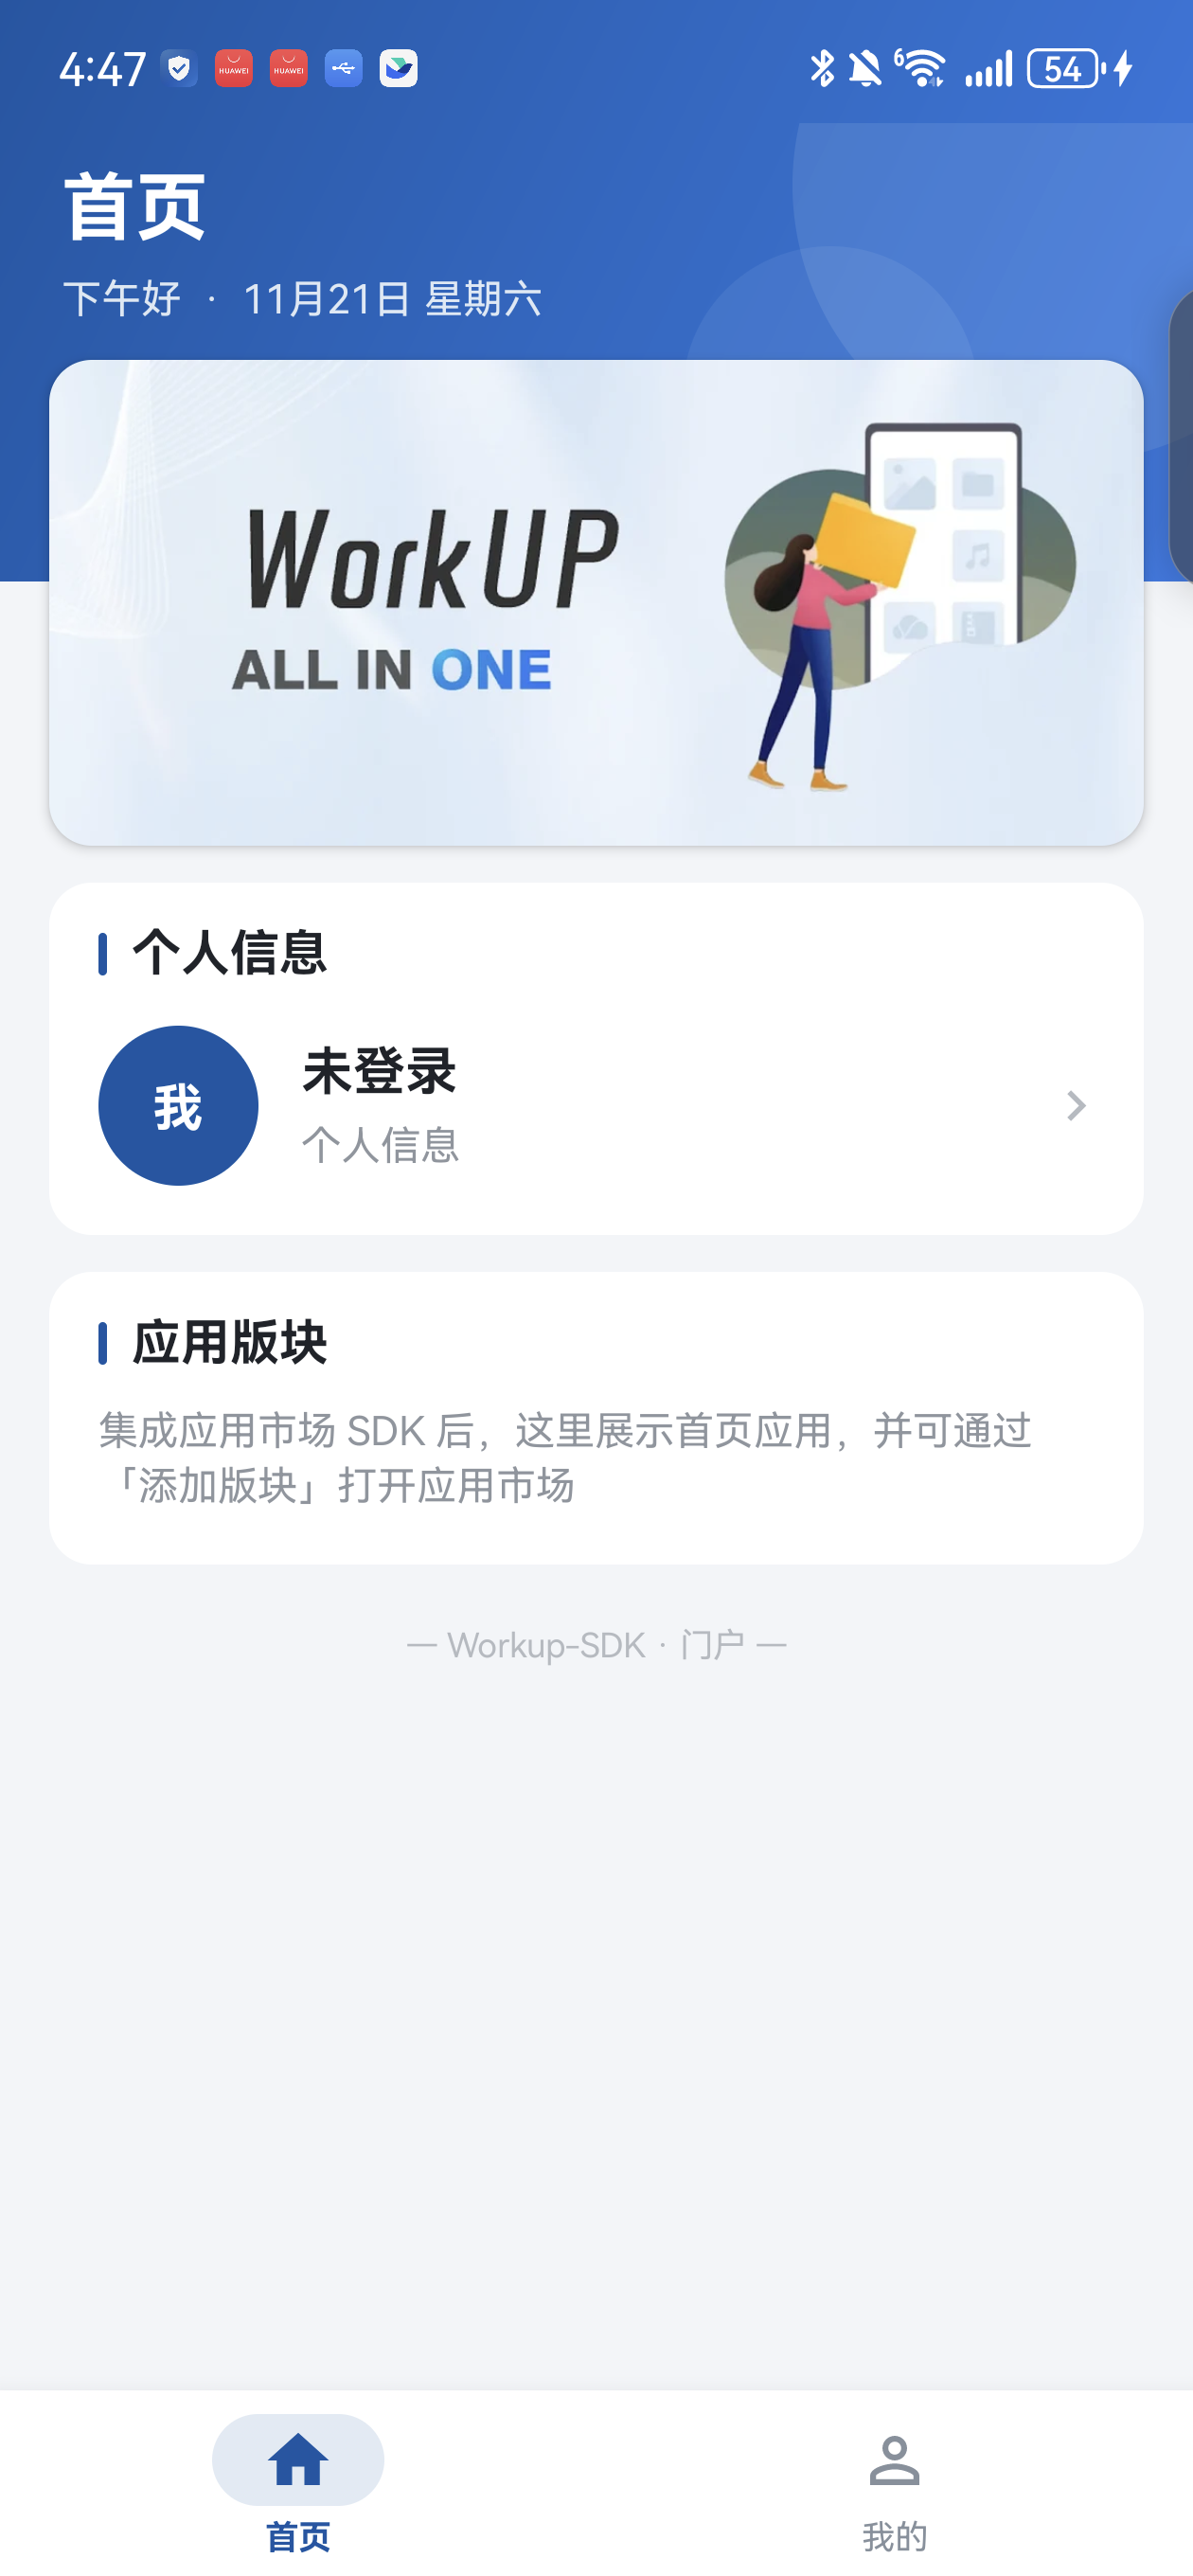 4:47
HUAWEI
HUAWEI
6
54
首页
下午好 · 11月21日 星期六
WorkUP
ALL IN ONE
个人信息
我
未登录
个人信息
应用版块
集成应用市场 SDK 后，这里展示首页应用，并可通过
「添加版块」打开应用市场
— Workup-SDK · 门户 —
首页
我的